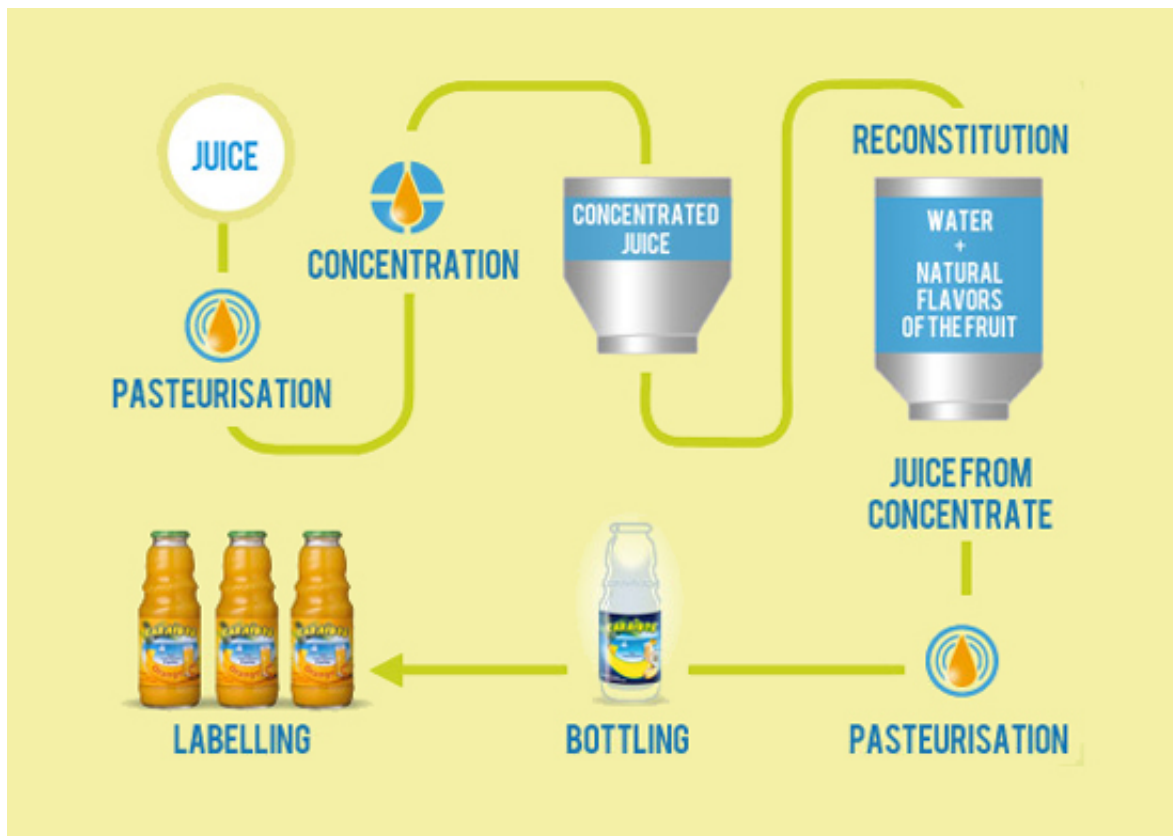 JUICE
PASTEURISATION
CONCENTRATION
CONCENTRATED
JUICE
RECONSTITUTION
WATER
+
NATURAL
FLAVORS
OF THE FRUIT
JUICE FROM
CONCENTRATE
PASTEURISATION
BOTTLING
LABELLING